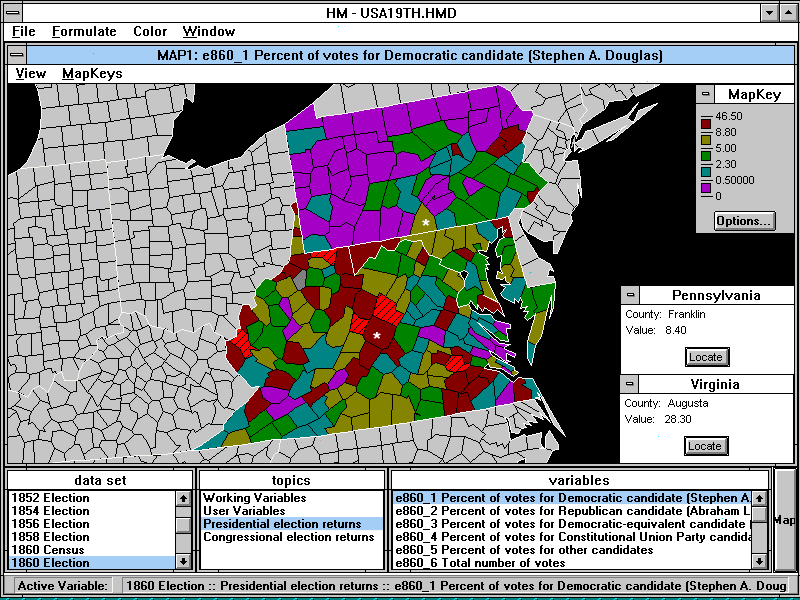 HM - USA19TH.HMD
File Formulate Color Window
MAP1: e860_1 Percent of votes for Democratic candidate (Stephen A. Douglas)
View MapKeys
MapKey
46.50
8.80
5.00
2.30
0.50000
0
Options...
Pennsylvania
County: Franklin
Value: 8.40
Locate
Virginia
County: Augusta
Value: 28.30
Locate
data set
1852 Election
1854 Election
1856 Election
1858 Election
1860 Census
1860 Election
topics
Working Variables
User Variables
Presidential election returns
Congressional election returns
variables
e860_1 Percent of votes for Democratic candidate (Stephen A.
e860_2 Percent of votes for Republican candidate (Abraham L
e860_3 Percent of votes for Democratic-equivalent candidate
e860_4 Percent of votes for Constitutional Union Party candida
e860_5 Percent of votes for other candidates
e860_6 Total number of votes
Map
Active Variable: 1860 Election :: Presidential election returns :: e860_1 Percent of votes for Democratic candidate (Stephen A. Doug